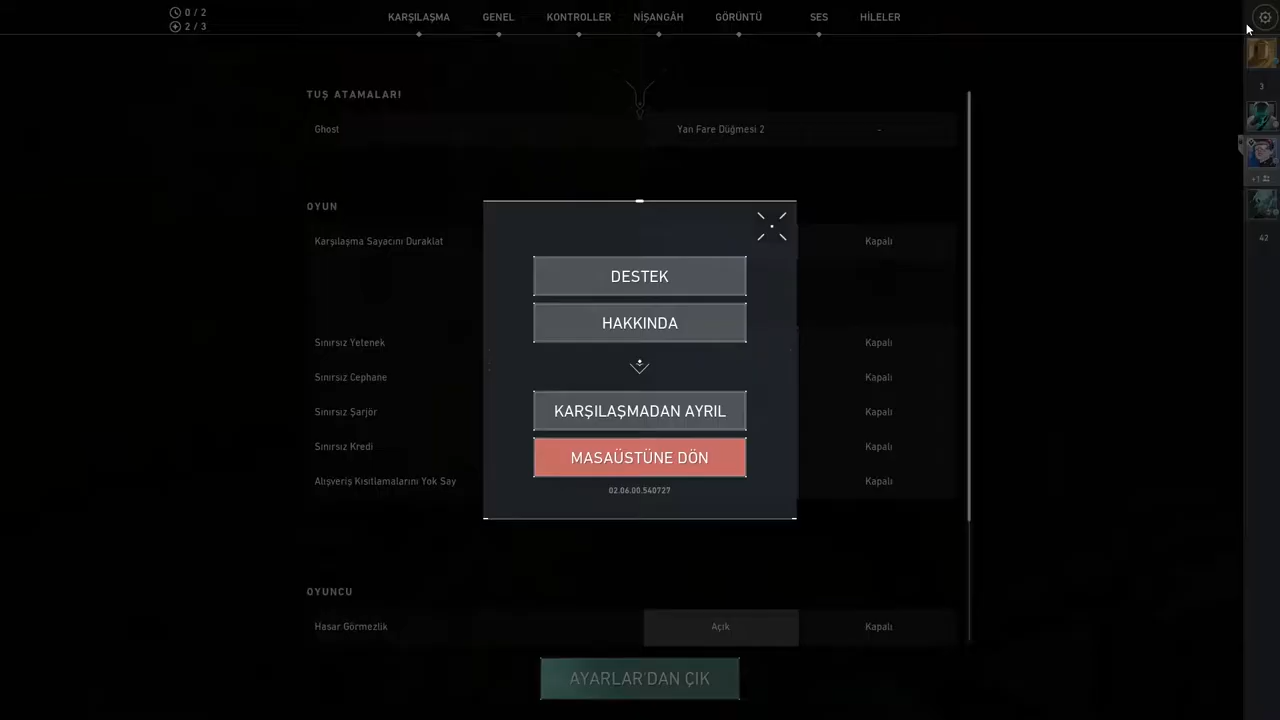 0 / 2
2 / 3
KARŞILAŞMA GENEL KONTROLLER NİŞANGÂH GÖRÜNTÜ SES HİLELER
TUŞ ATAMALARI
Ghost Yan Fare Düğmesi 2 -
OYUN
Karşılaşma Sayacını Duraklat Kapalı
Sınırsız Yetenek Kapalı
Sınırsız Cephane Kapalı
Sınırsız Şarjör Kapalı
Sınırsız Kredi Kapalı
Alışveriş Kısıtlamalarını Yok Say Kapalı
OYUNCU
Hasar Görmezlik Açık Kapalı
DESTEK
HAKKINDA
KARŞILAŞMADAN AYRIL
MASAÜSTÜNE DÖN
02.06.00.540727
AYARLAR'DAN ÇIK
3
+1
42